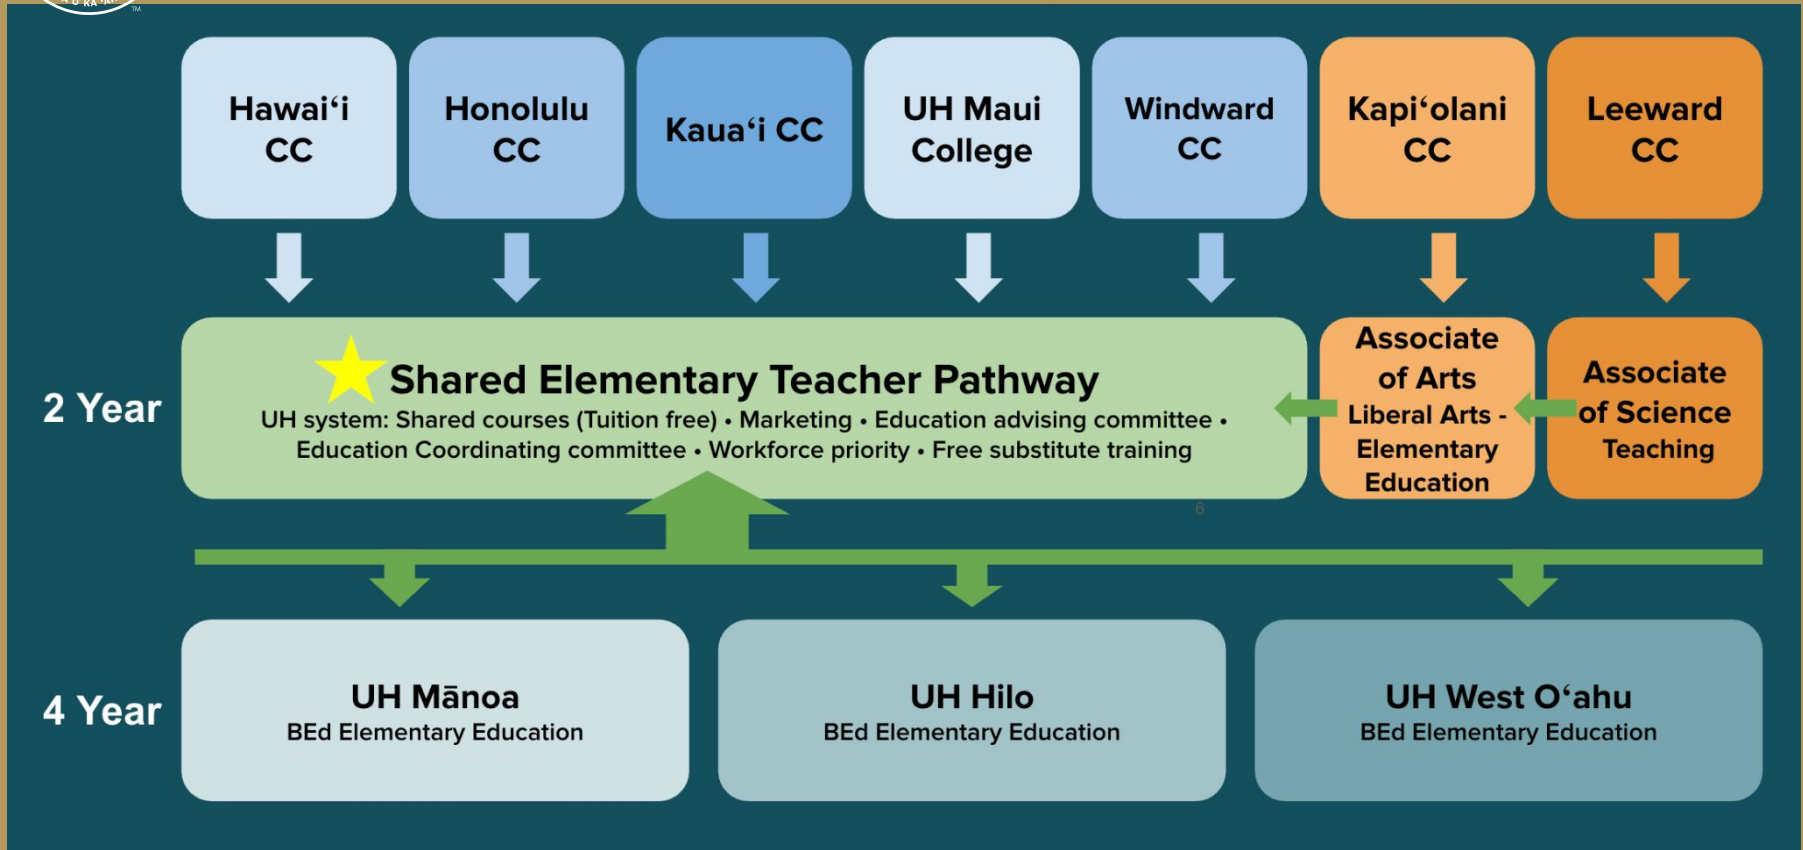 TM
Hawaiʻi
CC
Honolulu
CC
Kauaʻi CC
UH Maui
College
Windward
CC
Kapiʻolani
CC
Leeward
CC
2 Year
Shared Elementary Teacher Pathway
UH system: Shared courses (Tuition free) • Marketing • Education advising committee •
Education Coordinating committee • Workforce priority • Free substitute training
Associate
of Arts
Liberal Arts -
Elementary
Education
Associate
of Science
Teaching
6
4 Year
UH Mānoa
BEd Elementary Education
UH Hilo
BEd Elementary Education
UH West Oʻahu
BEd Elementary Education